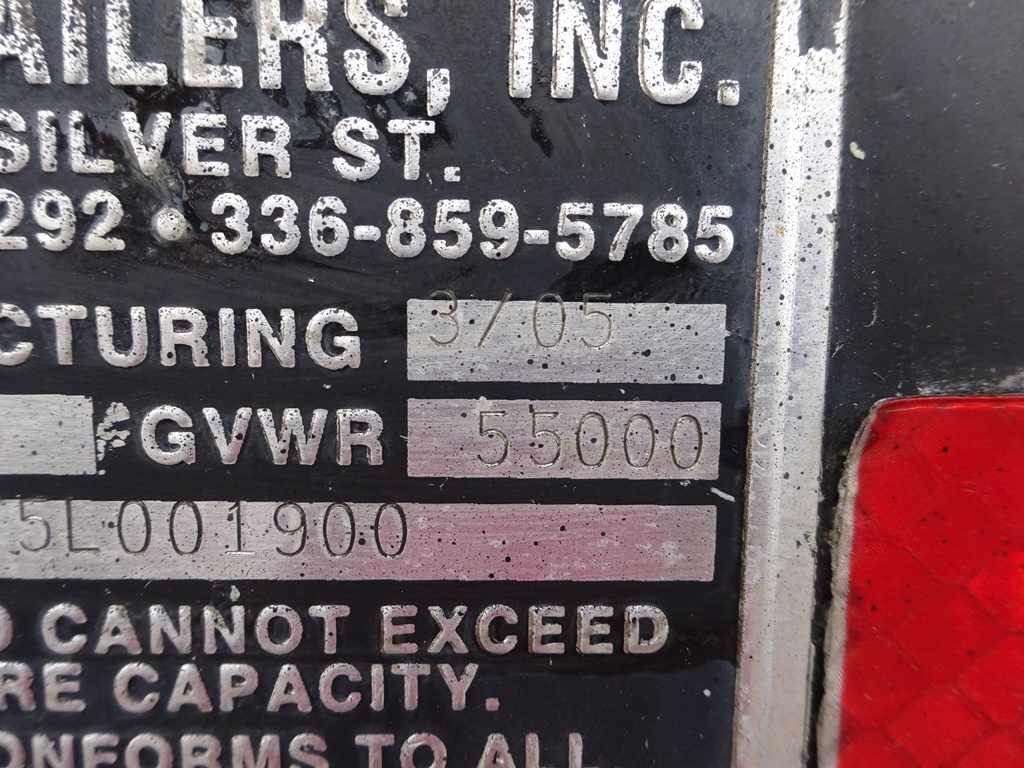 AILERS, INC.
SILVER ST.
292 • 336-859-5785
CTURING 3/05
GVWR 55000
5L001900
CANNOT EXCEED
RE CAPACITY.
ONFORMS TO ALL